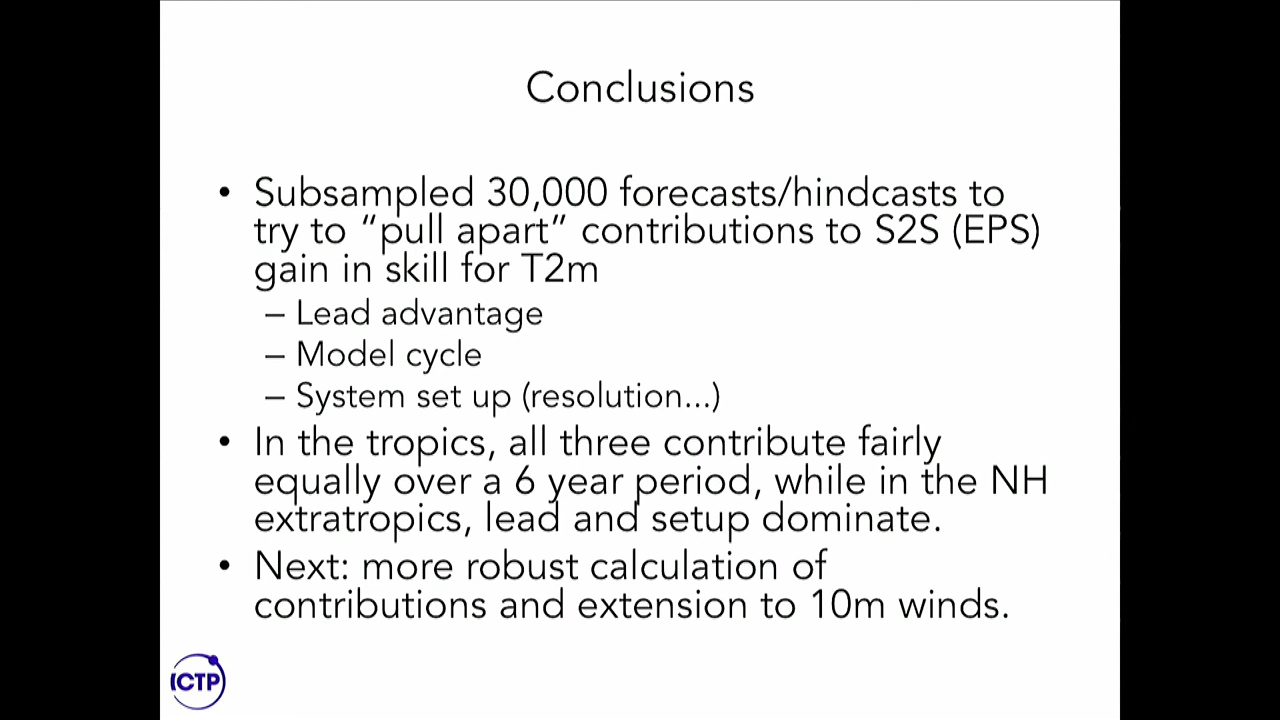 Conclusions
• Subsampled 30,000 forecasts/hindcasts to
try to “pull apart” contributions to S2S (EPS)
gain in skill for T2m
– Lead advantage
– Model cycle
– System set up (resolution...)
• In the tropics, all three contribute fairly
equally over a 6 year period, while in the NH
extratropics, lead and setup dominate.
• Next: more robust calculation of
contributions and extension to 10m winds.
ICTP